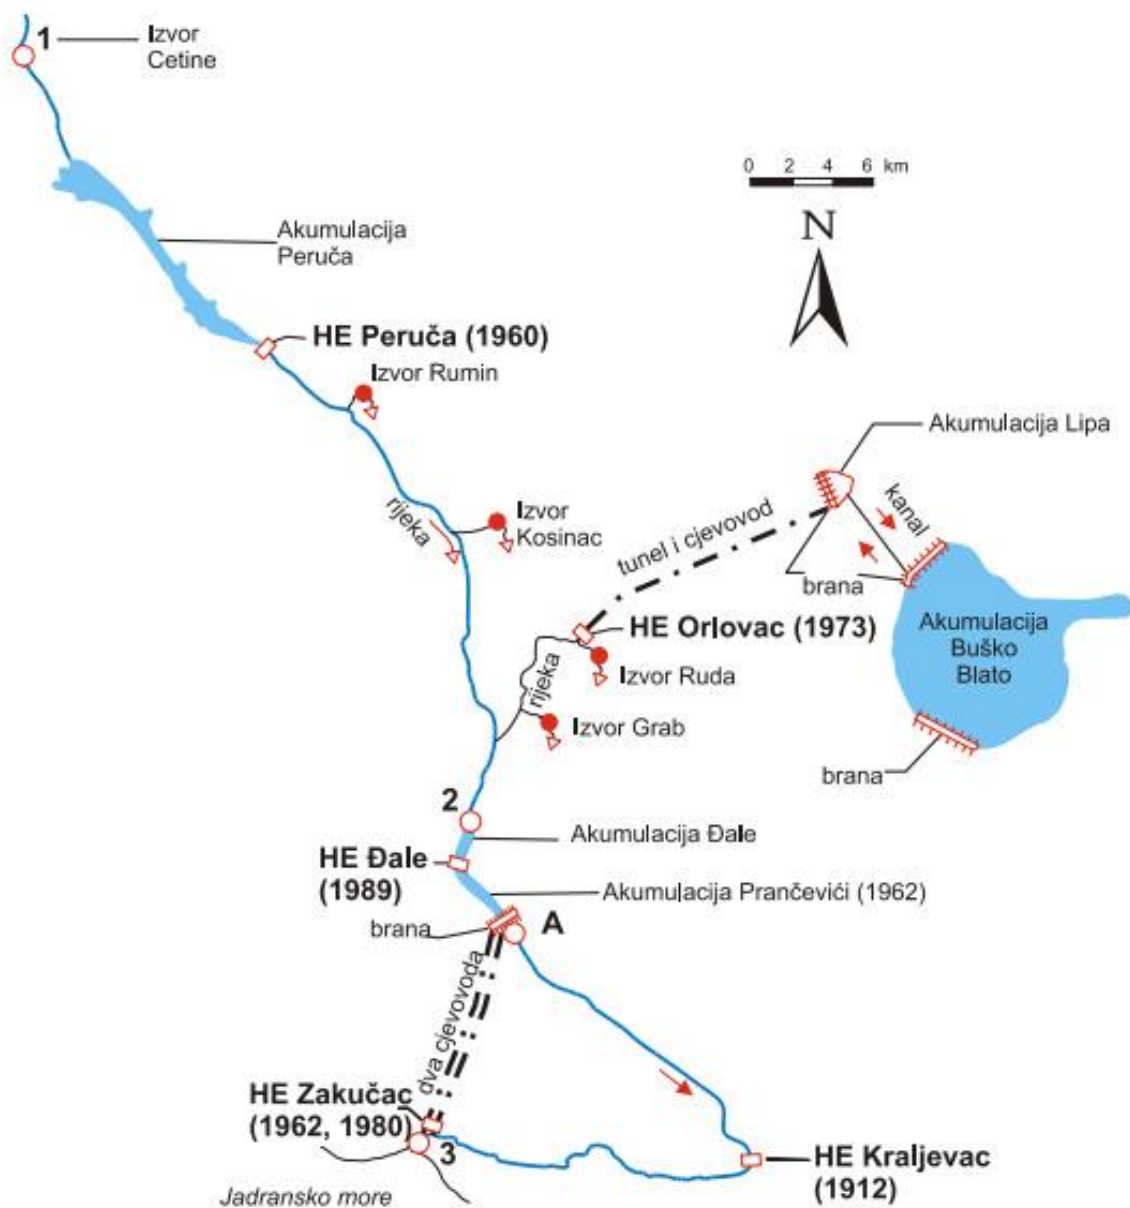 1
Izvor
Cetine
0 2 4 6 km
N
Akumulacija
Peruča
HE Peruča (1960)
Izvor Rumin
Akumulacija Lipa
kanal
rijeka
Izvor
Kosinac
tunel i cjevovod
brana
HE Orlovac (1973)
Akumulacija
Buško
Blato
rijeka
Izvor Ruda
Izvor Grab
brana
2
Akumulacija Đale
HE Đale
(1989)
Akumulacija Prančevići (1962)
brana
A
dva cjevovoda
HE Zakučac
(1962, 1980)
3
HE Kraljevac
(1912)
Jadransko more